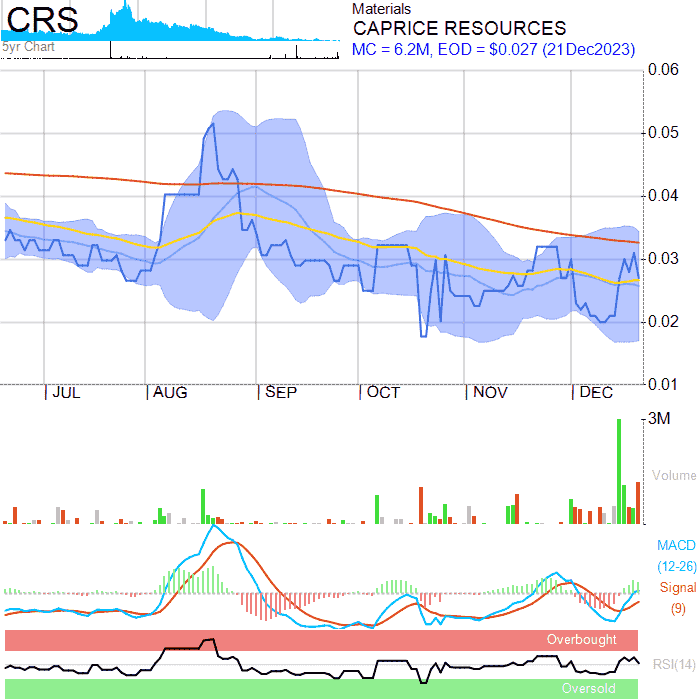 CRS
5yr Chart
Materials
CAPRICE RESOURCES
MC = 6.2M, EOD = $0.027 (21Dec2023)
0.06
0.05
0.04
0.03
0.02
0.01
| JUL | AUG | SEP | OCT | NOV | DEC
3M
Volume
MACD
(12-26)
Signal
(9)
Overbought
RSI(14)
Oversold